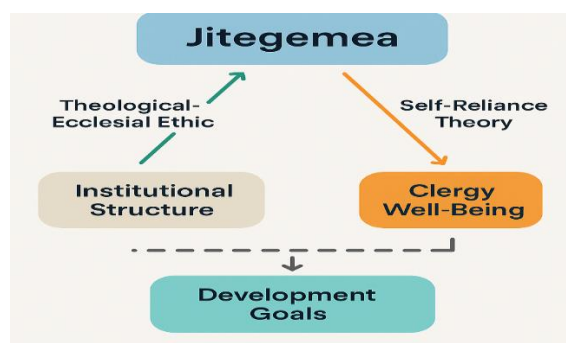 Jitegemea
Theological-
Ecclesial Ethic
Self-Reliance
Theory
Institutional
Structure
Clergy
Well-Being
Development
Goals